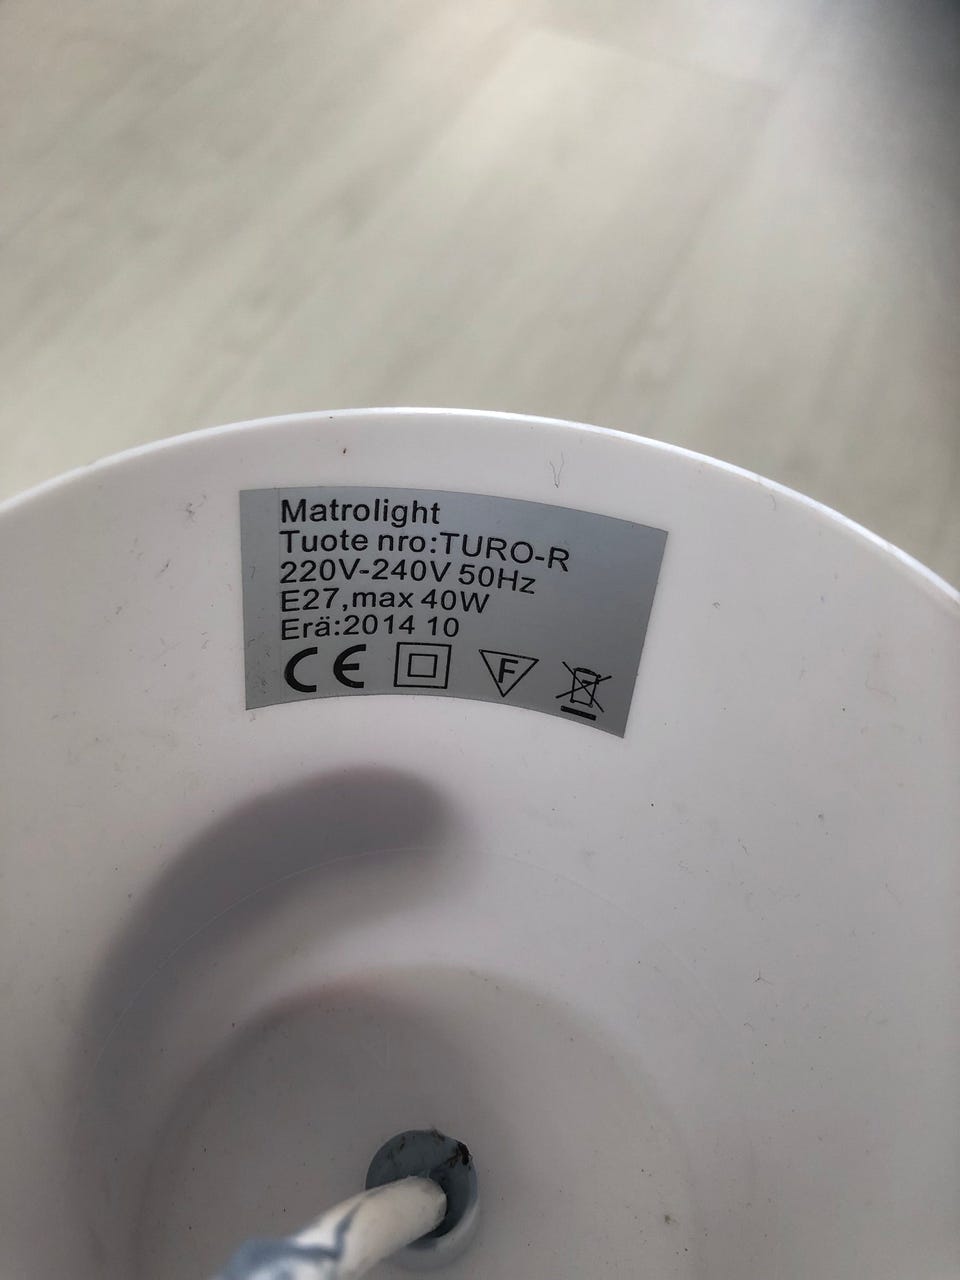 Matrolight
Tuote nro:TURO-R
220V-240V 50Hz
E27,max 40W
Erä:2014 10
CE F